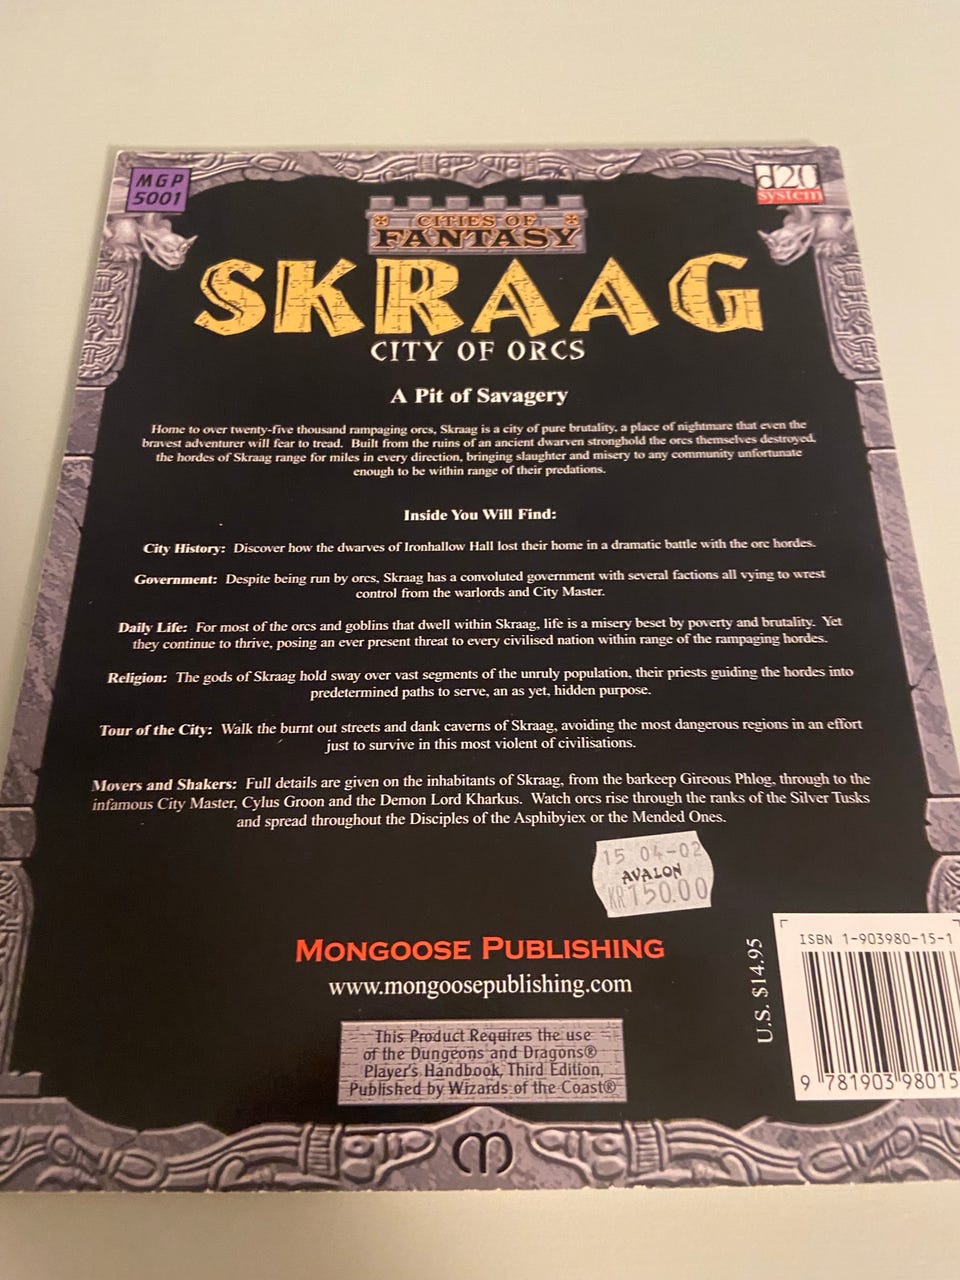 MGP
5001
d20
system
CITIES OF
FANTASY
SKRAAG
CITY OF ORCS
A Pit of Savagery
Home to over twenty-five thousand rampaging orcs, Skraag is a city of pure brutality, a place of nightmare that even the
bravest adventurer will fear to tread. Built from the ruins of an ancient dwarven stronghold the orcs themselves destroyed,
the hordes of Skraag range for miles in every direction, bringing slaughter and misery to any community unfortunate
enough to be within range of their predations.
Inside You Will Find:
City History: Discover how the dwarves of Ironhallow Hall lost their home in a dramatic battle with the orc hordes.
Government: Despite being run by orcs, Skraag has a convoluted government with several factions all vying to wrest
control from the warlords and City Master.
Daily Life: For most of the orcs and goblins that dwell within Skraag, life is a misery beset by poverty and brutality. Yet
they continue to thrive, posing an ever present threat to every civilised nation within range of the rampaging hordes.
Religion: The gods of Skraag hold sway over vast segments of the unruly population, their priests guiding the hordes into
predetermined paths to serve, an as yet, hidden purpose.
Tour of the City: Walk the burnt out streets and dank caverns of Skraag, avoiding the most dangerous regions in an effort
just to survive in this most violent of civilisations.
Movers and Shakers: Full details are given on the inhabitants of Skraag, from the barkeep Gireous Phlog, through to the
infamous City Master, Cylus Groon and the Demon Lord Kharkus. Watch orcs rise through the ranks of the Silver Tusks
and spread throughout the Disciples of the Asphibyiex or the Mended Ones.
15 04-02
AVALON
KR150.00
MONGOOSE PUBLISHING
www.mongoosepublishing.com
U.S. $14.95
ISBN 1-903980-15-1
9 781903 98015
This Product Requires the use
of the Dungeons and Dragons®
Player's Handbook, Third Edition,
Published by Wizards of the Coast®
m